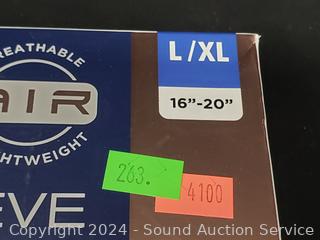 BREATHABLE
AIR
LIGHTWEIGHT
L/XL
16"-20"
263.
4100
EVE
Copyright 2024 - Sound Auction Service